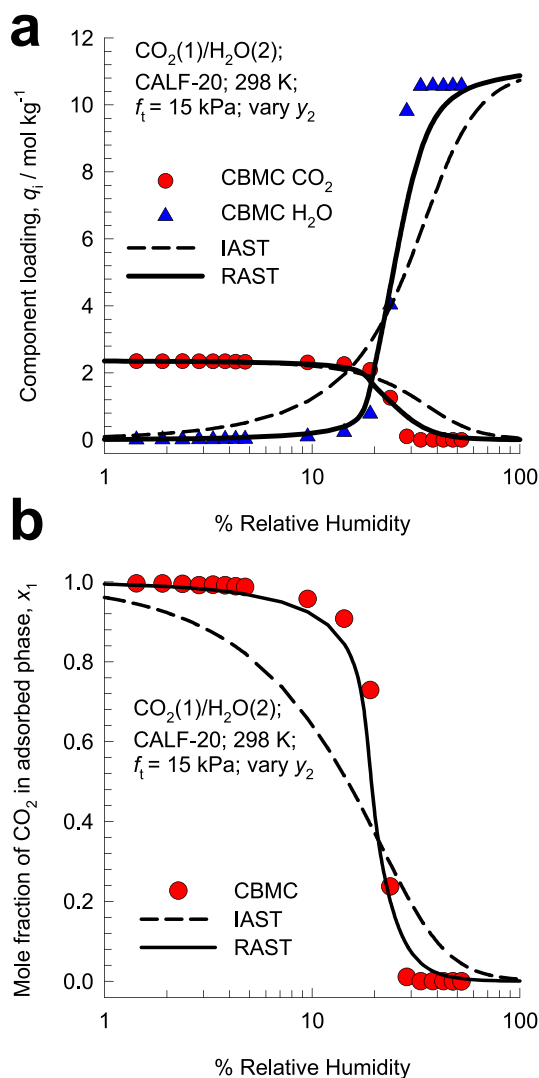 a
CO₂(1)/H₂O(2);
CALF-20; 298 K;
fₜ = 15 kPa; vary y₂
CBMC CO₂
CBMC H₂O
IAST
RAST
Component loading, qᵢ / mol kg⁻¹
12
10
8
6
4
2
0
1
10
100
% Relative Humidity
b
CO₂(1)/H₂O(2);
CALF-20; 298 K;
fₜ = 15 kPa; vary y₂
CBMC
IAST
RAST
Mole fraction of CO₂ in adsorbed phase, x₁
1.0
0.8
0.6
0.4
0.2
0.0
1
10
100
% Relative Humidity